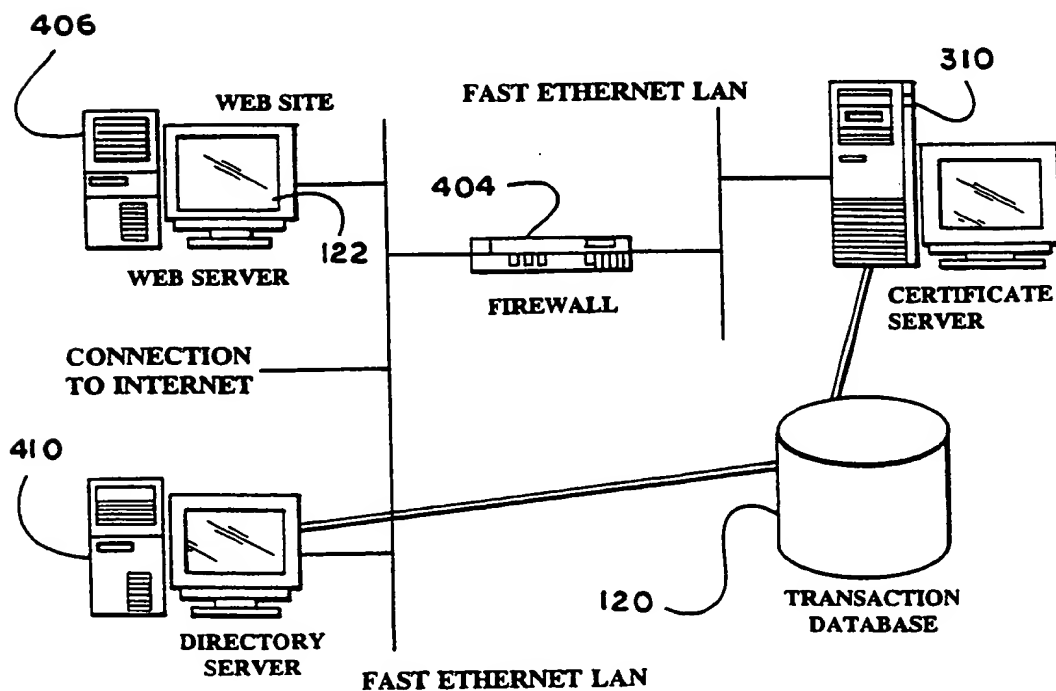 406
WEB SITE
FAST ETHERNET LAN
310
404
122
WEB SERVER
FIREWALL
CERTIFICATE
SERVER
CONNECTION
TO INTERNET
410
120
TRANSACTION
DATABASE
DIRECTORY
SERVER
FAST ETHERNET LAN